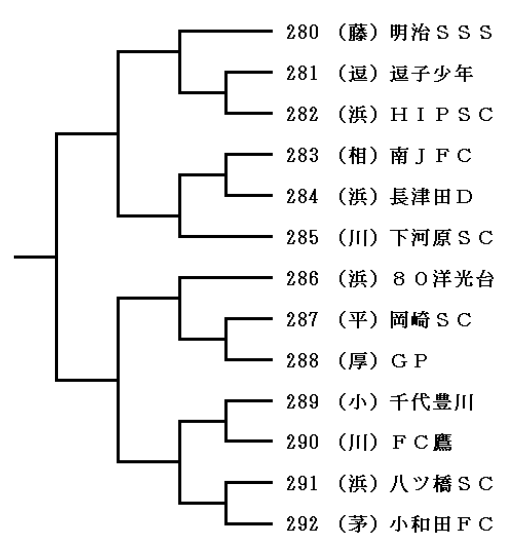 280 (藤) 明治SSS
281 (逗) 逗子少年
282 (浜) HIPSC
283 (相) 南JFC
284 (浜) 長津田D
285 (川) 下河原SC
286 (浜) 80洋光台
287 (平) 岡崎SC
288 (厚) GP
289 (小) 千代豊川
290 (川) FC鷹
291 (浜) 八ツ橋SC
292 (茅) 小和田FC